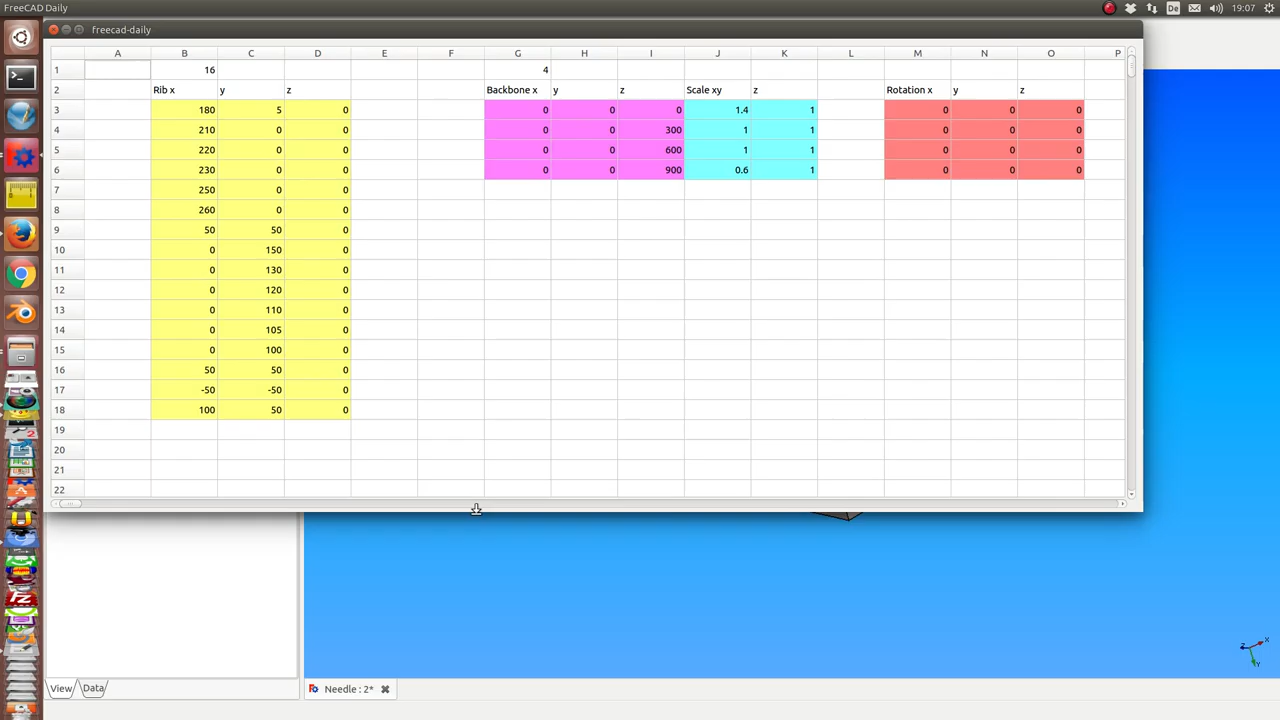 FreeCAD Daily
De
19:07
freecad-daily
A B C D E F G H I J K L M N O P
1 16 4
2 Rib x y z Backbone x y z Scale xy z Rotation x y z
3 180 5 0 0 0 0 1.4 1 0 0 0
4 210 0 0 0 0 300 1 1 0 0 0
5 220 0 0 0 0 600 1 1 0 0 0
6 230 0 0 0 0 900 0.6 1 0 0 0
7 250 0 0
8 260 0 0
9 50 50 0
10 0 150 0
11 0 130 0
12 0 120 0
13 0 110 0
14 0 105 0
15 0 100 0
16 50 50 0
17 -50 -50 0
18 100 50 0
19
20
21
22
X
Z
Y
View Data
Needle : 2*